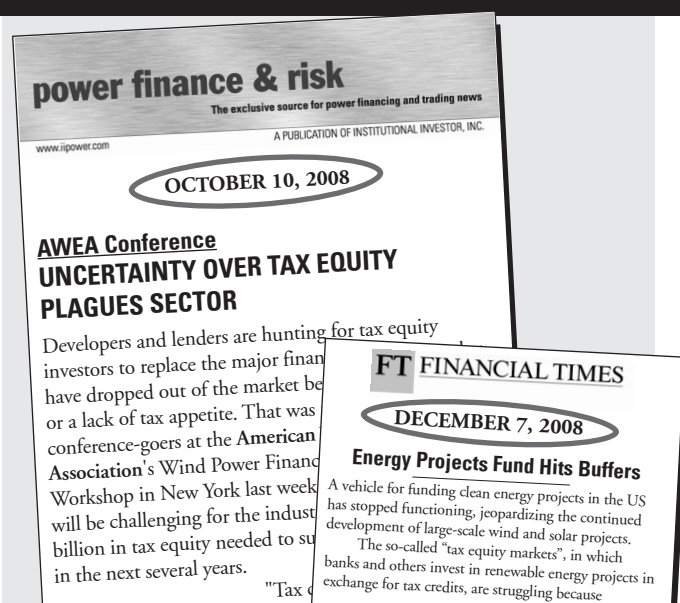 power finance & risk
The exclusive source for power financing and trading news
www.iipower.com
A PUBLICATION OF INSTITUTIONAL INVESTOR, INC.
OCTOBER 10, 2008
AWEA Conference
UNCERTAINTY OVER TAX EQUITY
PLAGUES SECTOR
Developers and lenders are hunting for tax equity
investors to replace the major
have dropped out of the market
or a lack of tax appetite. That was
conference-goers at the American
Association's Wind Power
Workshop in New York last week
will be challenging for the
billion in tax equity needed to
in the next several years.
"Tax
FT FINANCIAL TIMES
DECEMBER 7, 2008
Energy Projects Fund Hits Buffers
A vehicle for funding clean energy projects in the US
has stopped functioning, jeopardizing the continued
development of large-scale wind and solar projects.
The so-called “tax equity markets”, in which
banks and others invest in renewable energy projects in
exchange for tax credits, are struggling because